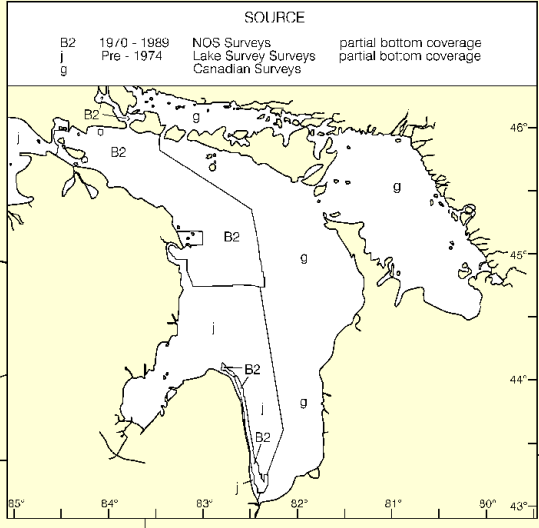 SOURCE
B2 1970 - 1989 NOS Surveys partial bottom coverage
j Pre - 1974 Lake Survey Surveys partial bottom coverage
g Canadian Surveys
B2
g
46°
j
B2
g
B2
g
45°
j
B2
44°
j
g
B2
j
85° 84° 83° 82° 81° 80° 43°